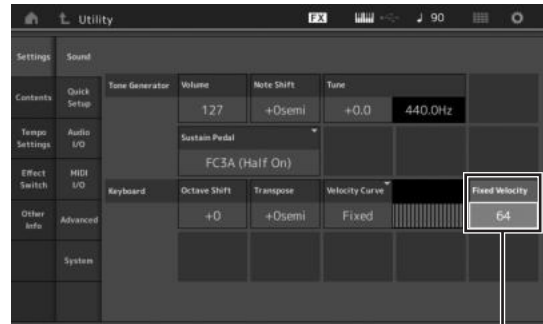 Utility
FX
♩ 90
Settings
Sound
Tone Generator
Volume
Note Shift
Tune
127
+0semi
+0.0
440.0Hz
Contents
Quick
Setup
Tempo
Settings
Audio
I/O
Sustain Pedal
FC3A (Half On)
Effect
Switch
MIDI
I/O
Keyboard
Octave Shift
Transpose
Velocity Curve
Fixed Velocity
+0
+0semi
Fixed
64
Other
Info
Advanced
System